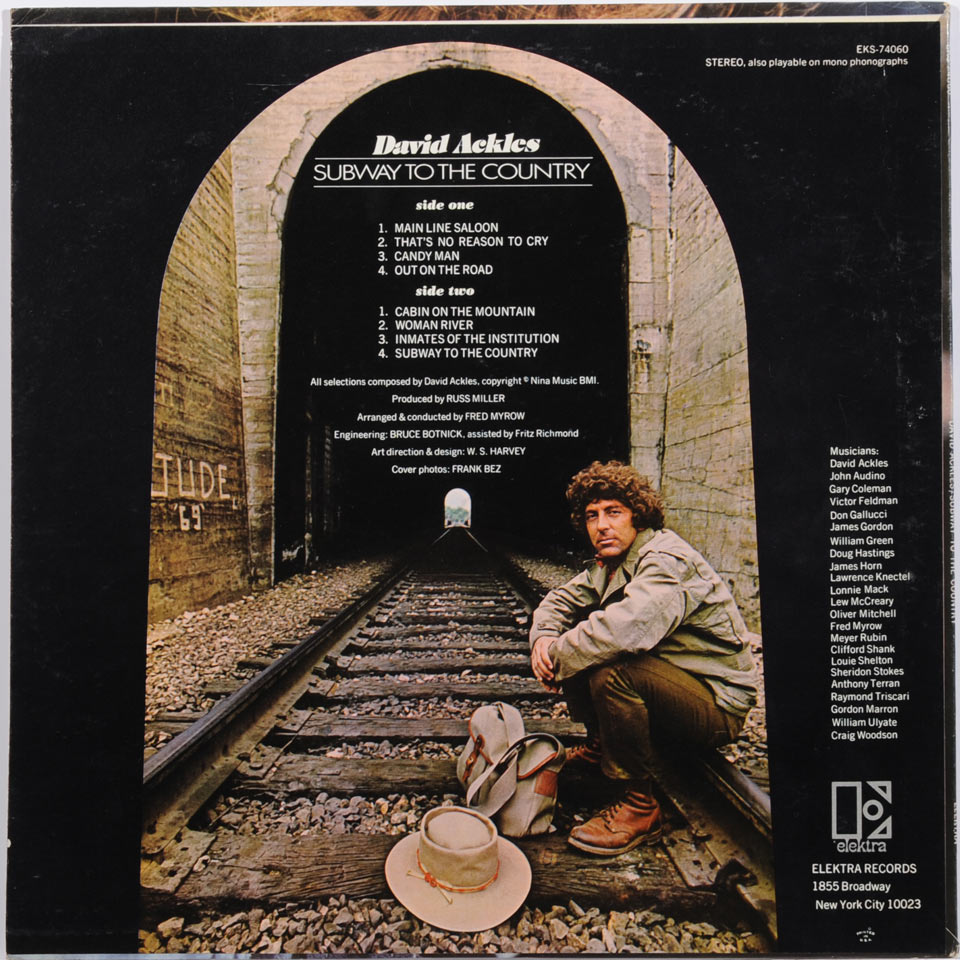 EKS-74060
STEREO, also playable on mono phonographs
David Ackles
SUBWAY TO THE COUNTRY
side one
1. MAIN LINE SALOON
2. THAT'S NO REASON TO CRY
3. CANDY MAN
4. OUT ON THE ROAD
side two
1. CABIN ON THE MOUNTAIN
2. WOMAN RIVER
3. INMATES OF THE INSTITUTION
4. SUBWAY TO THE COUNTRY
All selections composed by David Ackles, copyright © Nina Music BMI.
Produced by RUSS MILLER
Arranged & conducted by FRED MYROW
Engineering: BRUCE BOTNICK, assisted by Fritz Richmond
Art direction & design: W. S. HARVEY
Cover photos: FRANK BEZ
TUDE
'69
Musicians:
David Ackles
John Audino
Gary Coleman
Victor Feldman
Don Gallucci
James Gordon
William Green
Doug Hastings
James Horn
Lawrence Knectel
Lonnie Mack
Lew McCreary
Oliver Mitchell
Fred Myrow
Meyer Rubin
Clifford Shank
Louie Shelton
Sheridon Stokes
Anthony Terran
Raymond Triscari
Gordon Marron
William Ulyate
Craig Woodson
elektra
ELEKTRA RECORDS
1855 Broadway
New York City 10023
PRINTED
IN
U.S.A.